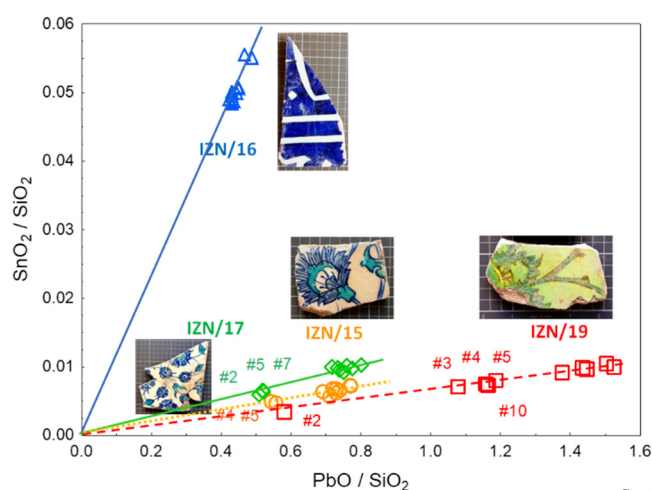 0.06
0.05
0.04
0.03
0.02
0.01
0.00
SnO2 / SiO2
IZN/16
IZN/17
IZN/15
IZN/19
#2 #5 #7
#3 #4 #5
#4 #5
#2
#10
0.0 0.2 0.4 0.6 0.8 1.0 1.2 1.4 1.6
PbO / SiO2